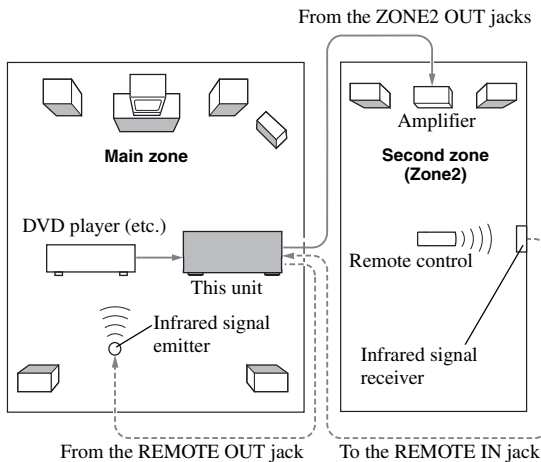 From the ZONE2 OUT jacks
Amplifier
Main zone
Second zone
(Zone2)
DVD player (etc.)
This unit
Remote control
Infrared signal
emitter
Infrared signal
receiver
From the REMOTE OUT jack
To the REMOTE IN jack